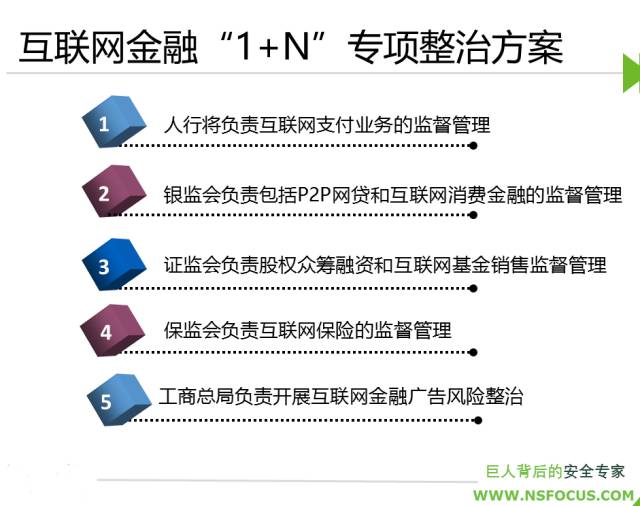 互联网金融“1+N”专项整治方案
1 人行将负责互联网支付业务的监督管理
2 银监会负责包括P2P网贷和互联网消费金融的监督管理
3 证监会负责股权众筹融资和互联网基金销售监督管理
4 保监会负责互联网保险的监督管理
5 工商总局负责开展互联网金融广告风险整治
巨人背后的安全专家
WWW.NSFOCUS.COM